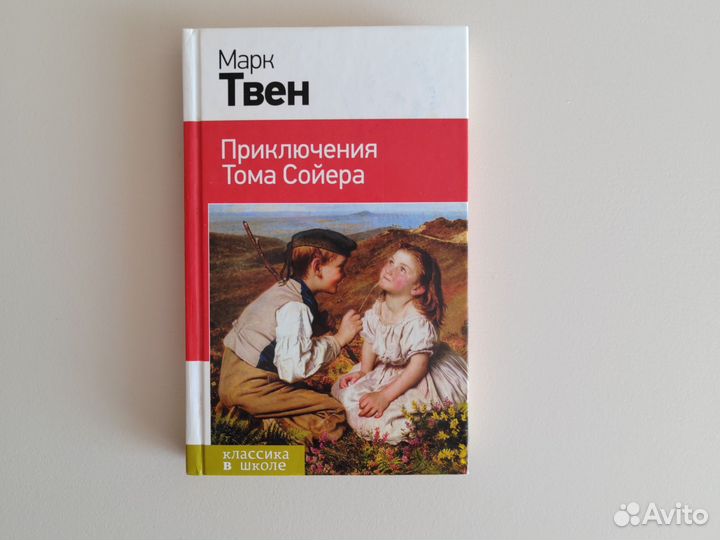 Марк
Твен
Приключения
Тома Сойера
классика
в школе
Avito